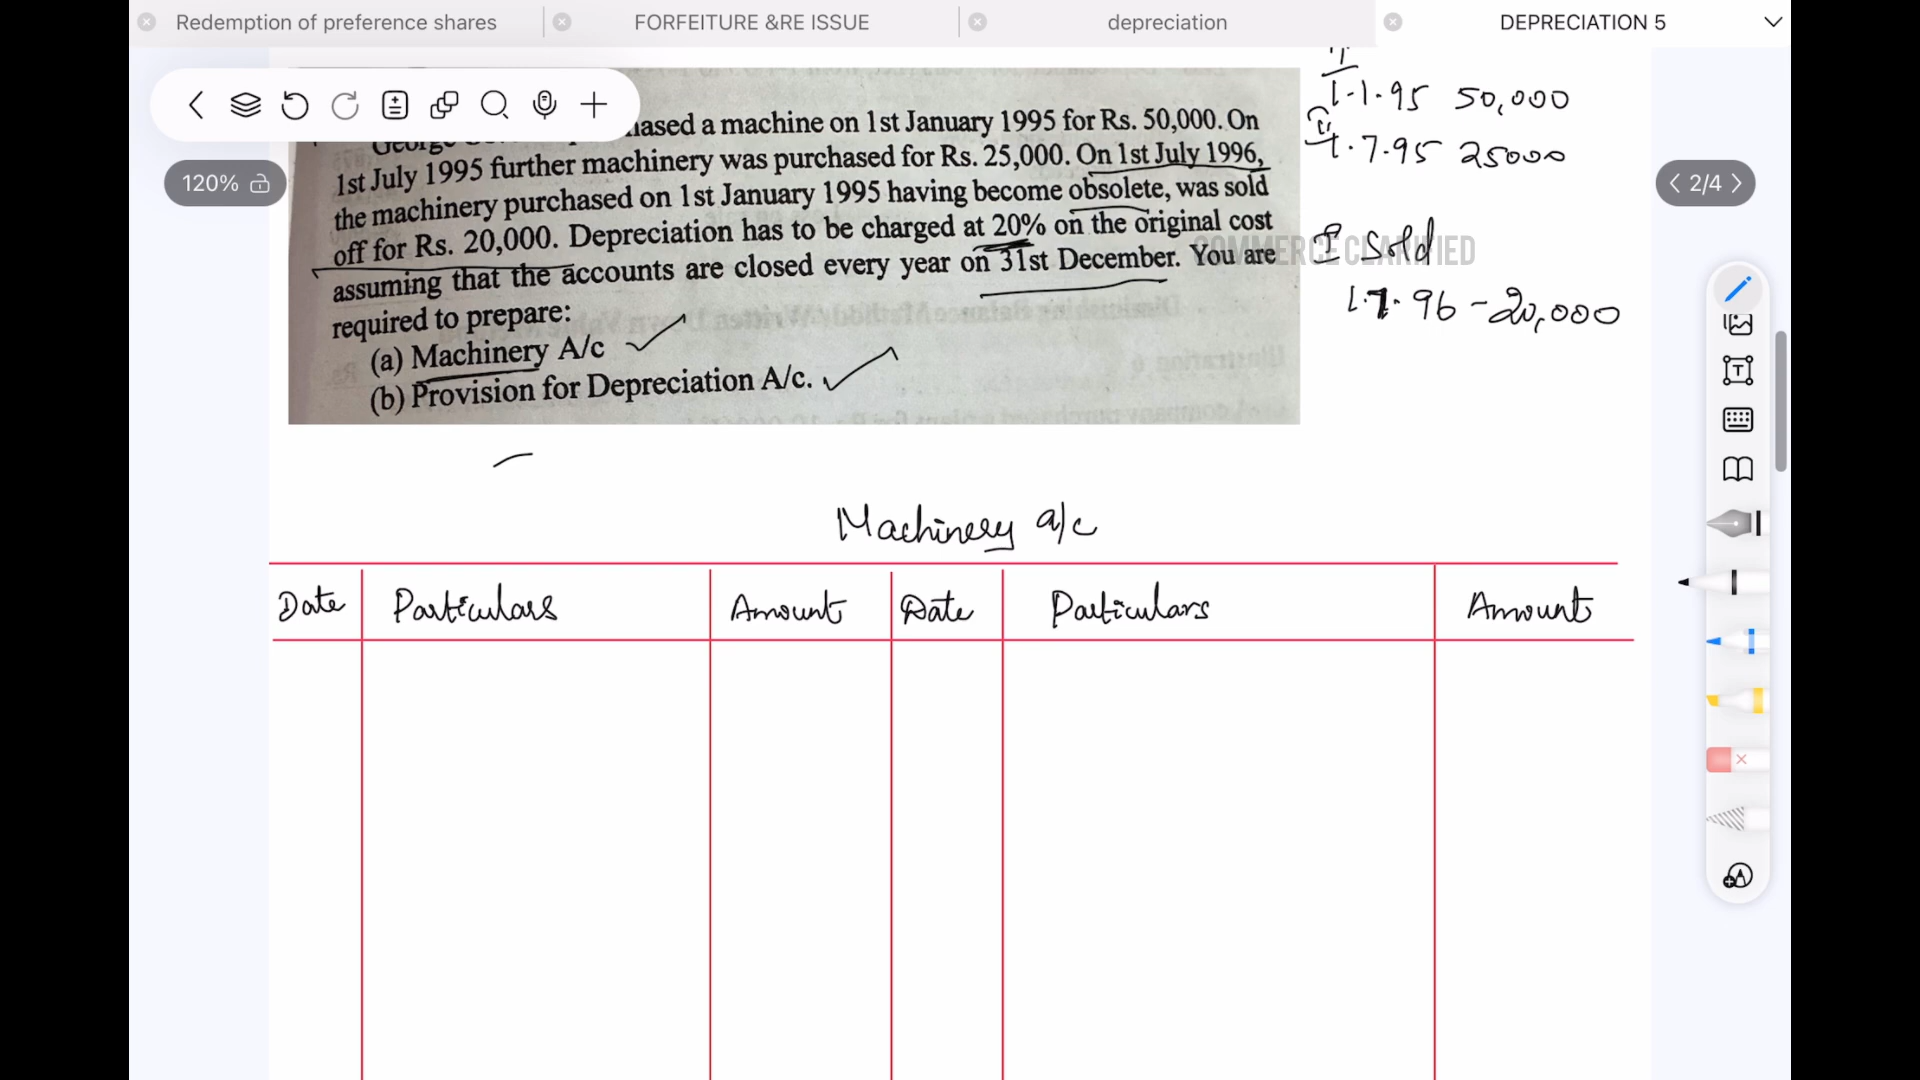 Redemption of preference shares
FORFEITURE &RE ISSUE
depreciation
DEPRECIATION 5
120%
2/4
hased a machine on 1st January 1995 for Rs. 50,000. On
1st July 1995 further machinery was purchased for Rs. 25,000. On 1st July 1996,
the machinery purchased on 1st January 1995 having become obsolete, was sold
off for Rs. 20,000. Depreciation has to be charged at 20% on the original cost
assuming that the accounts are closed every year on 31st December. You are
required to prepare:
(a) Machinery A/c
(b) Provision for Depreciation A/c.
1.1.95 50,000
1.7.95 25000
COMMERCE CLARIFIED
I Sold
1.7.96 - 20,000
Machinery a/c
Date Particulars Amount Date Particulars Amount